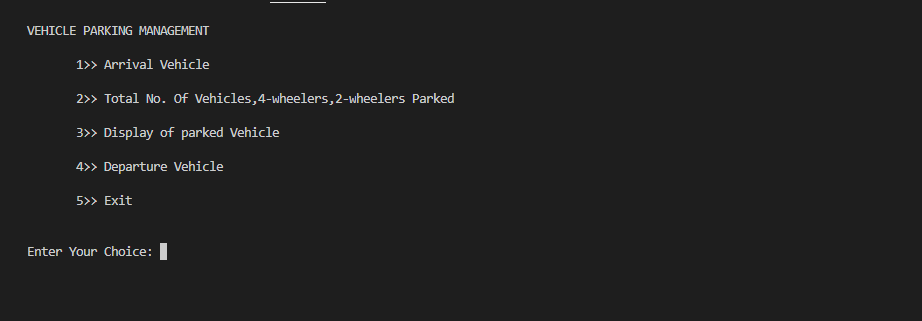 VEHICLE PARKING MANAGEMENT
1>> Arrival Vehicle
2>> Total No. Of Vehicles,4-wheelers,2-wheelers Parked
3>> Display of parked Vehicle
4>> Departure Vehicle
5>> Exit
Enter Your Choice: